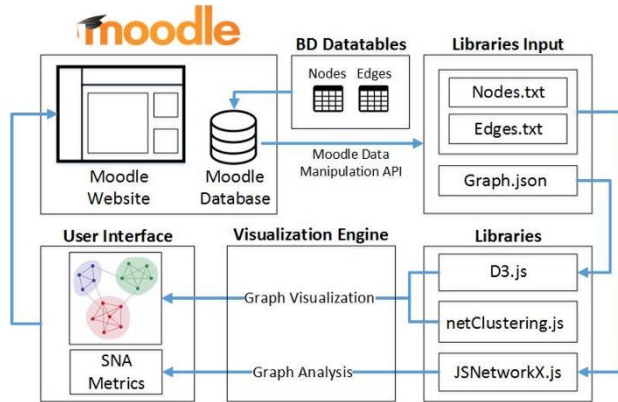 moodle
BD Datatables
Libraries Input
Nodes
Edges
Nodes.txt
Edges.txt
Moodle Data
Manipulation API
Moodle
Website
Moodle
Database
Graph.json
User Interface
Visualization Engine
Libraries
D3.js
Graph Visualization
netClustering.js
SNA
Metrics
Graph Analysis
JSNetworkX.js